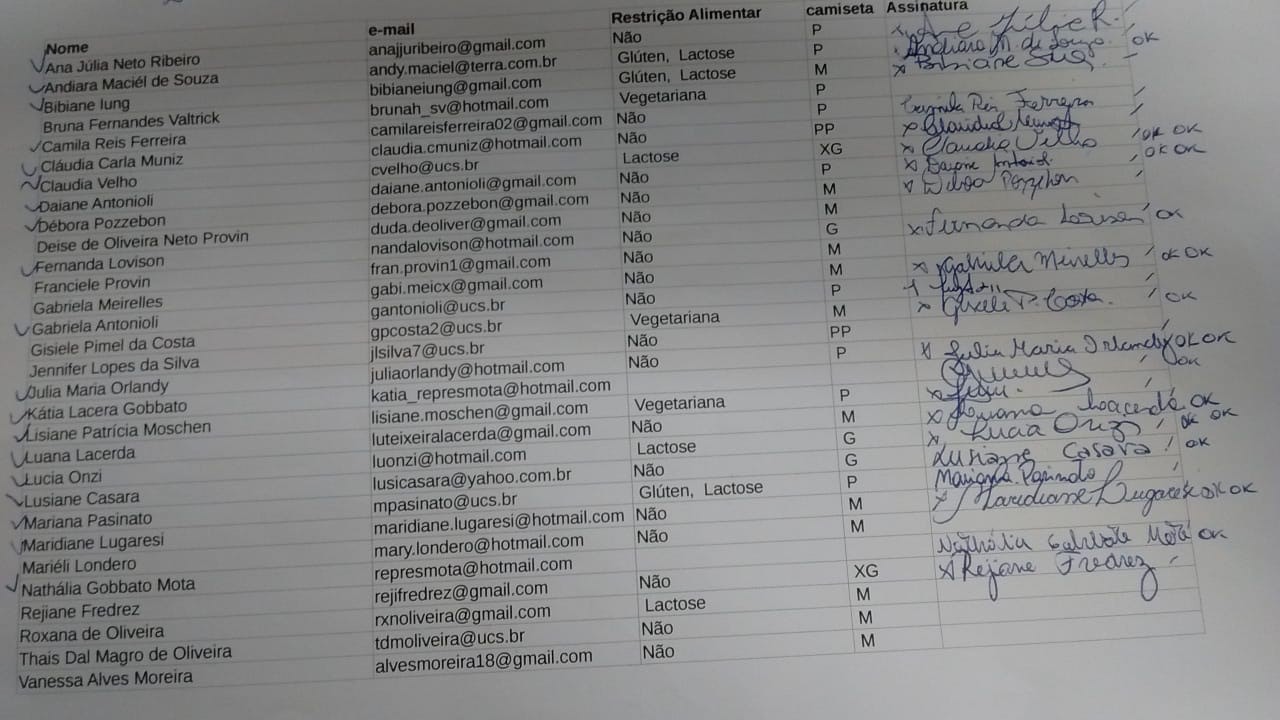 Nome e-mail Restrição Alimentar camiseta Assinatura
Ana Júlia Neto Ribeiro anajjuribeiro@gmail.com Não P
Andiara Maciél de Souza andy.maciel@terra.com.br Glúten, Lactose P Andiara M. de Souza OK
Bibiane Iung bibianeiung@gmail.com Glúten, Lactose M Bibiane
Bruna Fernandes Valtrick brunah_sv@hotmail.com Vegetariana P
Camila Reis Ferreira camilareisferreira02@gmail.com Não P Camila Reis Ferreira
Cláudia Carla Muniz claudia.cmuniz@hotmail.com Não PP
Claudia Velho cvelho@ucs.br Lactose XG Claudia Velho OK OK
Daiane Antonioli daiane.antonioli@gmail.com Não P Daiane OK OK
Débora Pozzebon debora.pozzebon@gmail.com Não M Pozzebon
Deise de Oliveira Neto Provin duda.deoliver@gmail.com Não M
Fernanda Lovison nandalovison@hotmail.com Não G Fernanda Lovison OK
Franciele Provin fran.provin1@gmail.com Não M
Gabriela Meirelles gabi.meicx@gmail.com Não M Gabriela Meirelles OK OK
Gabriela Antonioli gantonioli@ucs.br Não P
Gisiele Pimel da Costa gpcosta2@ucs.br Vegetariana M Gisiele P. Costa OK
Jennifer Lopes da Silva jlsilva7@ucs.br Não PP
Julia Maria Orlandy juliaorlandy@hotmail.com Não P Julia Maria Orlandy OK OK
Kátia Lacera Gobbato katia_represmota@hotmail.com OK
Lisiane Patrícia Moschen lisiane.moschen@gmail.com Vegetariana P
Luana Lacerda luteixeiralacerda@gmail.com Não M Luana Lacerda OK
Lucia Onzi luonzi@hotmail.com Lactose G Lucia Onzi OK OK
Lusiane Casara lusicasara@yahoo.com.br Não G Lusiane Casara OK
Mariana Pasinato mpasinato@ucs.br Glúten, Lactose P Mariana Pasinato
Maridiane Lugaresi maridiane.lugaresi@hotmail.com Não M Maridiane Lugaresi OK OK
Mariéli Londero mary.londero@hotmail.com Não M
Nathália Gobbato Mota represmota@hotmail.com Nathália Gobbato Mota OK
Rejiane Fredrez rejifredrez@gmail.com Não XG Rejiane Fredrez
Roxana de Oliveira rxnoliveira@gmail.com Lactose M
Thais Dal Magro de Oliveira tdmoliveira@ucs.br Não M
Vanessa Alves Moreira alvesmoreira18@gmail.com Não M